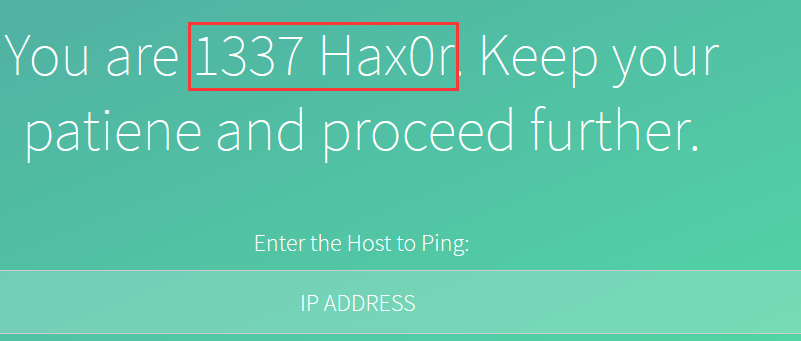 You are 1337 Hax0r. Keep your
patiene and proceed further.
Enter the Host to Ping:
IP ADDRESS